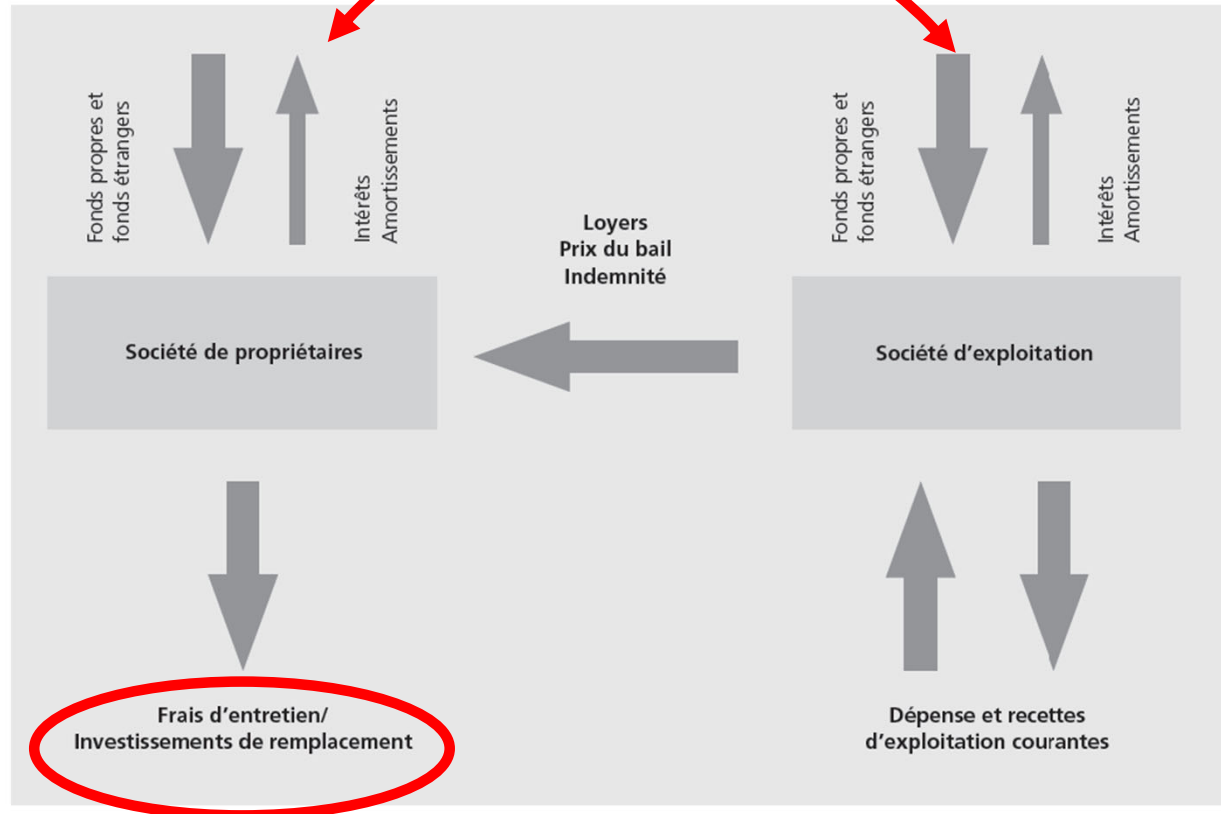 Fonds propres et
fonds étrangers
Intérêts
Amortissements
Loyers
Prix du bail
Indemnité
Fonds propres et
fonds étrangers
Intérêts
Amortissements
Société de propriétaires
Société d'exploitation
Frais d'entretien/
Investissements de remplacement
Dépense et recettes
d'exploitation courantes